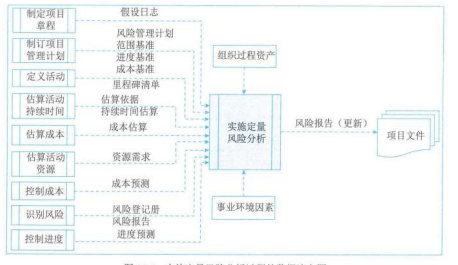 制定项目
章程
假设日志
制订项目
管理计划
风险管理计划
范围基准
进度基准
成本基准
组织过程资产
定义活动
里程碑清单
估算活动
持续时间
估算依据
持续时间估算
估算成本
成本估算
实施定量
风险分析
风险报告（更新）
项目文件
估算活动
资源
资源需求
控制成本
成本预测
识别风险
风险登记册
风险报告
事业环境因素
控制进度
进度预测